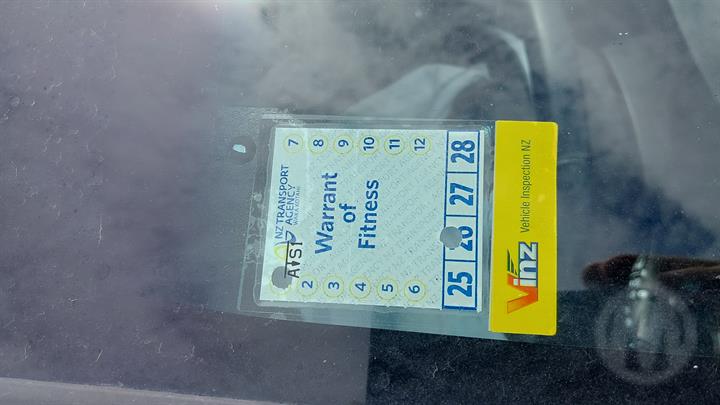 NZ TRANSPORT
AGENCY
WAKA KOTAHI
Warrant
of
Fitness
7
8
9
10
11
12
2
3
4
5
6
25 26 27 28
Vinz
Vehicle Inspection NZ